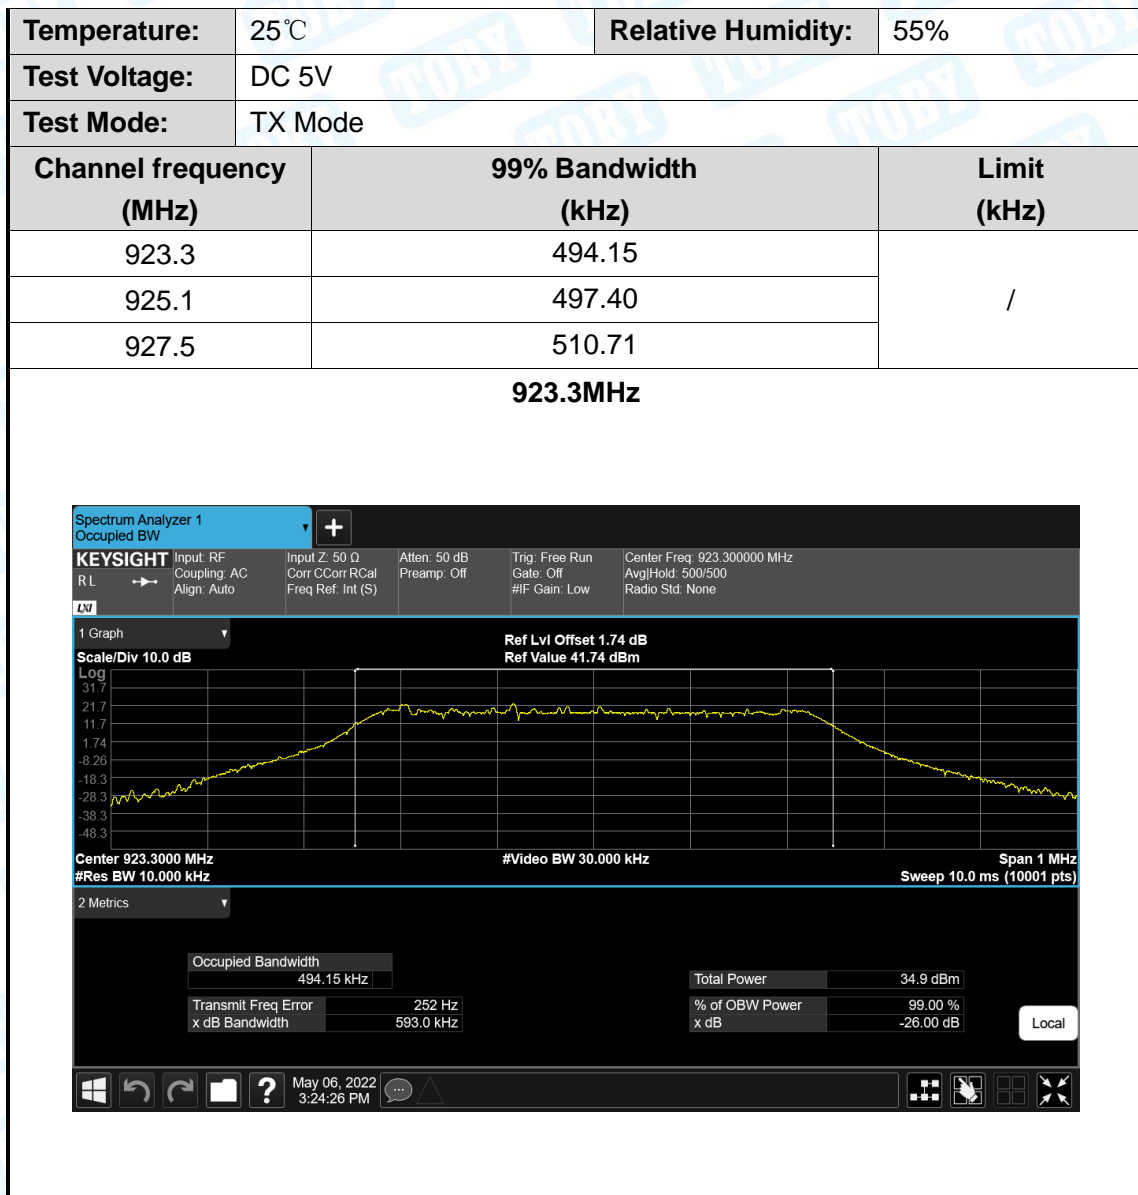 Temperature: 25℃ Relative Humidity: 55%
Test Voltage: DC 5V
Test Mode: TX Mode
Channel frequency (MHz) 99% Bandwidth (kHz) Limit (kHz)
923.3 494.15
925.1 497.40 /
927.5 510.71
923.3MHz
Spectrum Analyzer 1
Occupied BW
KEYSIGHT Input: RF Input Z: 50 Ω Atten: 50 dB Trig: Free Run Center Freq: 923.300000 MHz
R L Coupling: AC Corr CCorr RCal Preamp: Off Gate: Off Avg|Hold: 500/500
Align: Auto Freq Ref: Int (S) #IF Gain: Low Radio Std: None
LXI
1 Graph
Ref Lvl Offset 1.74 dB
Scale/Div 10.0 dB Ref Value 41.74 dBm
Log
31.7
21.7
11.7
1.74
-8.26
-18.3
-28.3
-38.3
-48.3
Center 923.3000 MHz #Video BW 30.000 kHz Span 1 MHz
#Res BW 10.000 kHz Sweep 10.0 ms (10001 pts)
2 Metrics
Occupied Bandwidth
494.15 kHz Total Power 34.9 dBm
Transmit Freq Error 252 Hz % of OBW Power 99.00 %
x dB Bandwidth 593.0 kHz x dB -26.00 dB
Local
May 06, 2022
3:24:26 PM
TOBY